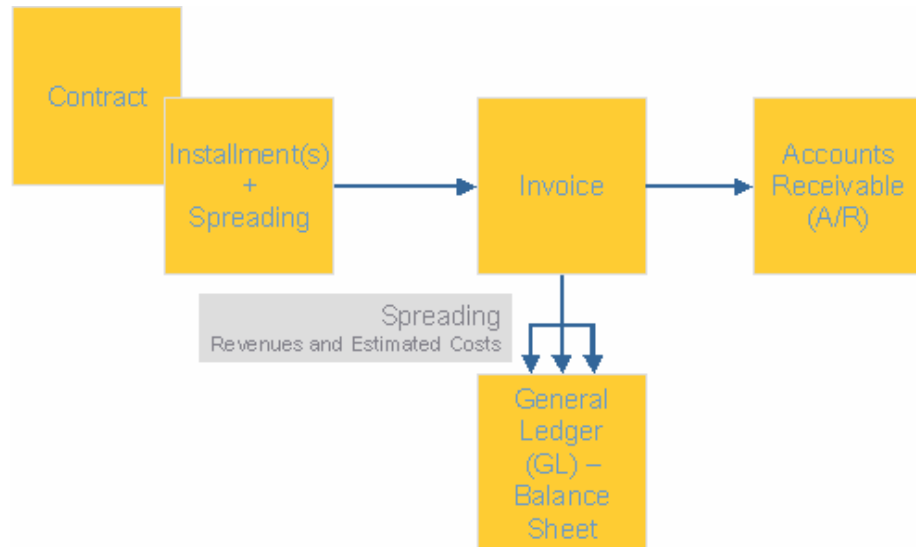 Contract
Installment(s)
+
Spreading
Invoice
Accounts
Receivable
(A/R)
Spreading
Revenues and Estimated Costs
General
Ledger
(GL) –
Balance
Sheet